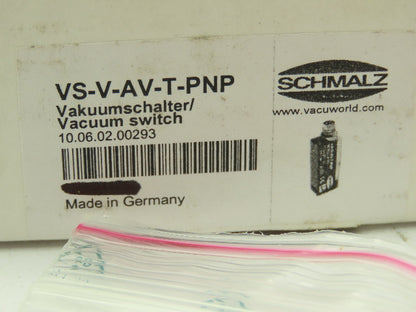 VS-V-AV-T-PNP
Vakuumschalter/
Vacuum switch
10.06.02.00293
Made in Germany
SCHMALZ
www.vacuworld.com